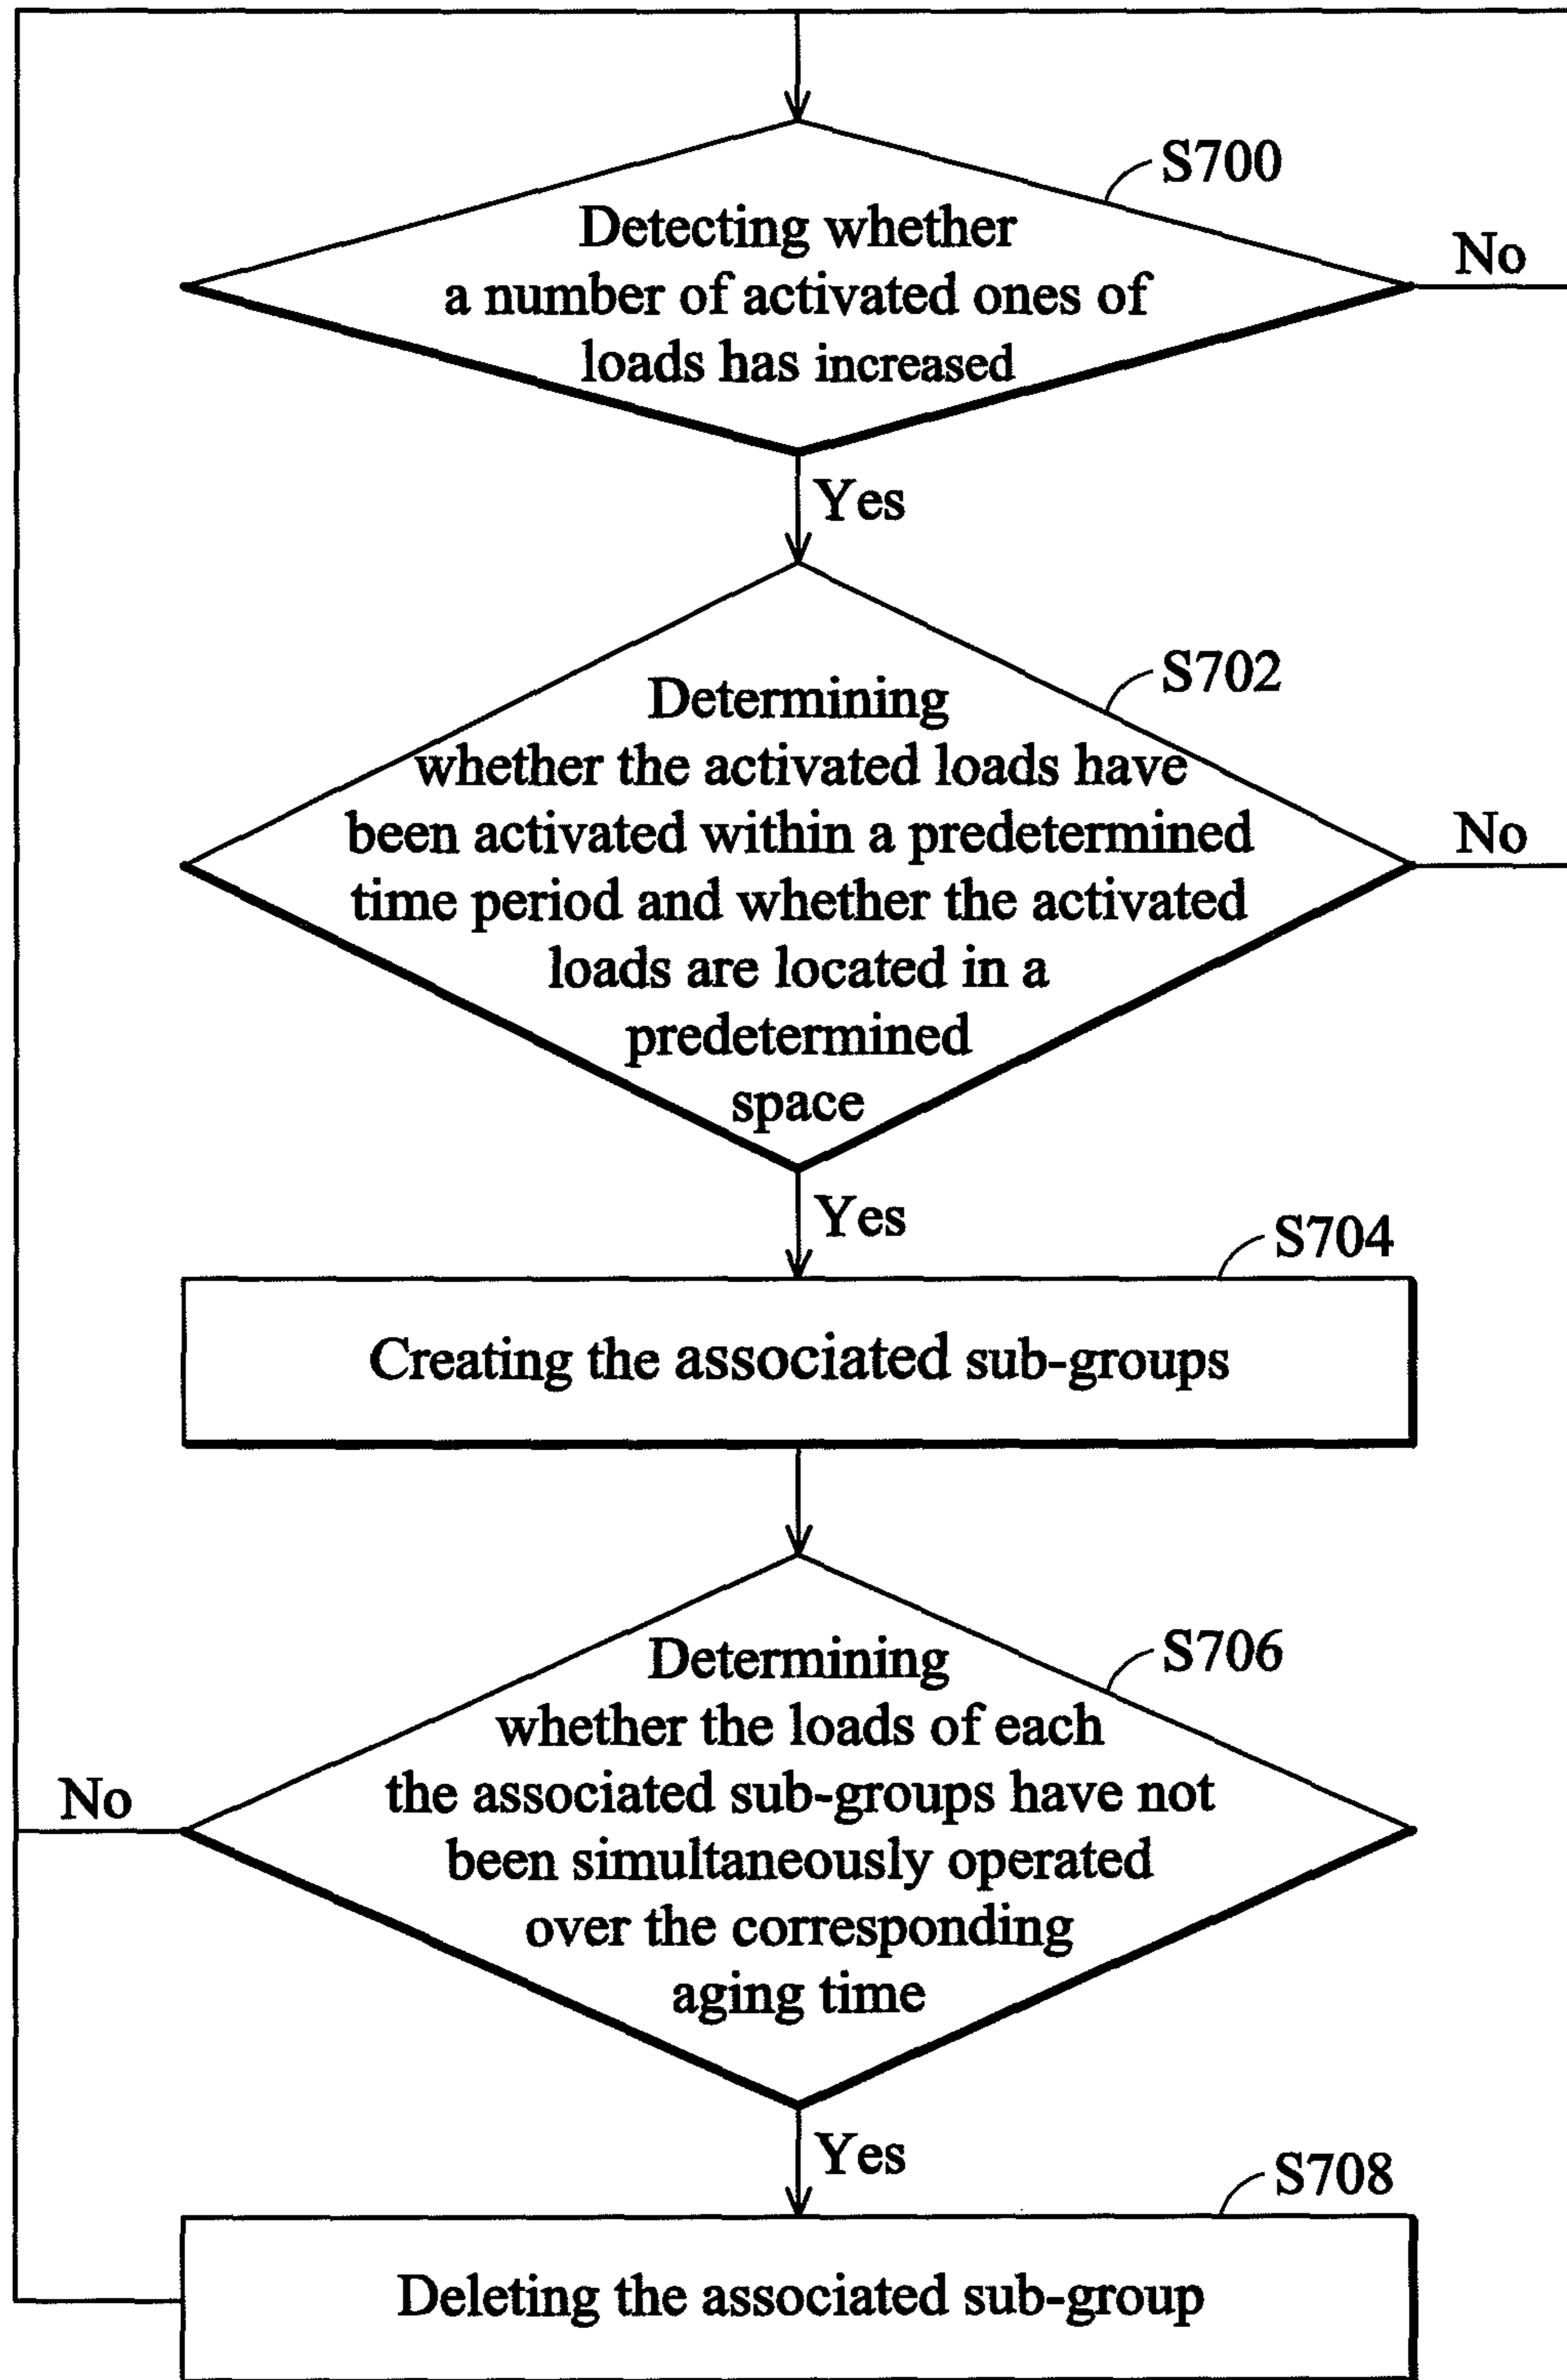 S700
Detecting whether
a number of activated ones of
loads has increased
No
Yes
S702
Determining
whether the activated loads have
been activated within a predetermined
time period and whether the activated
loads are located in a
predetermined
space
No
Yes
S704
Creating the associated sub-groups
S706
Determining
whether the loads of each
the associated sub-groups have not
been simultaneously operated
over the corresponding
aging time
No
Yes
S708
Deleting the associated sub-group